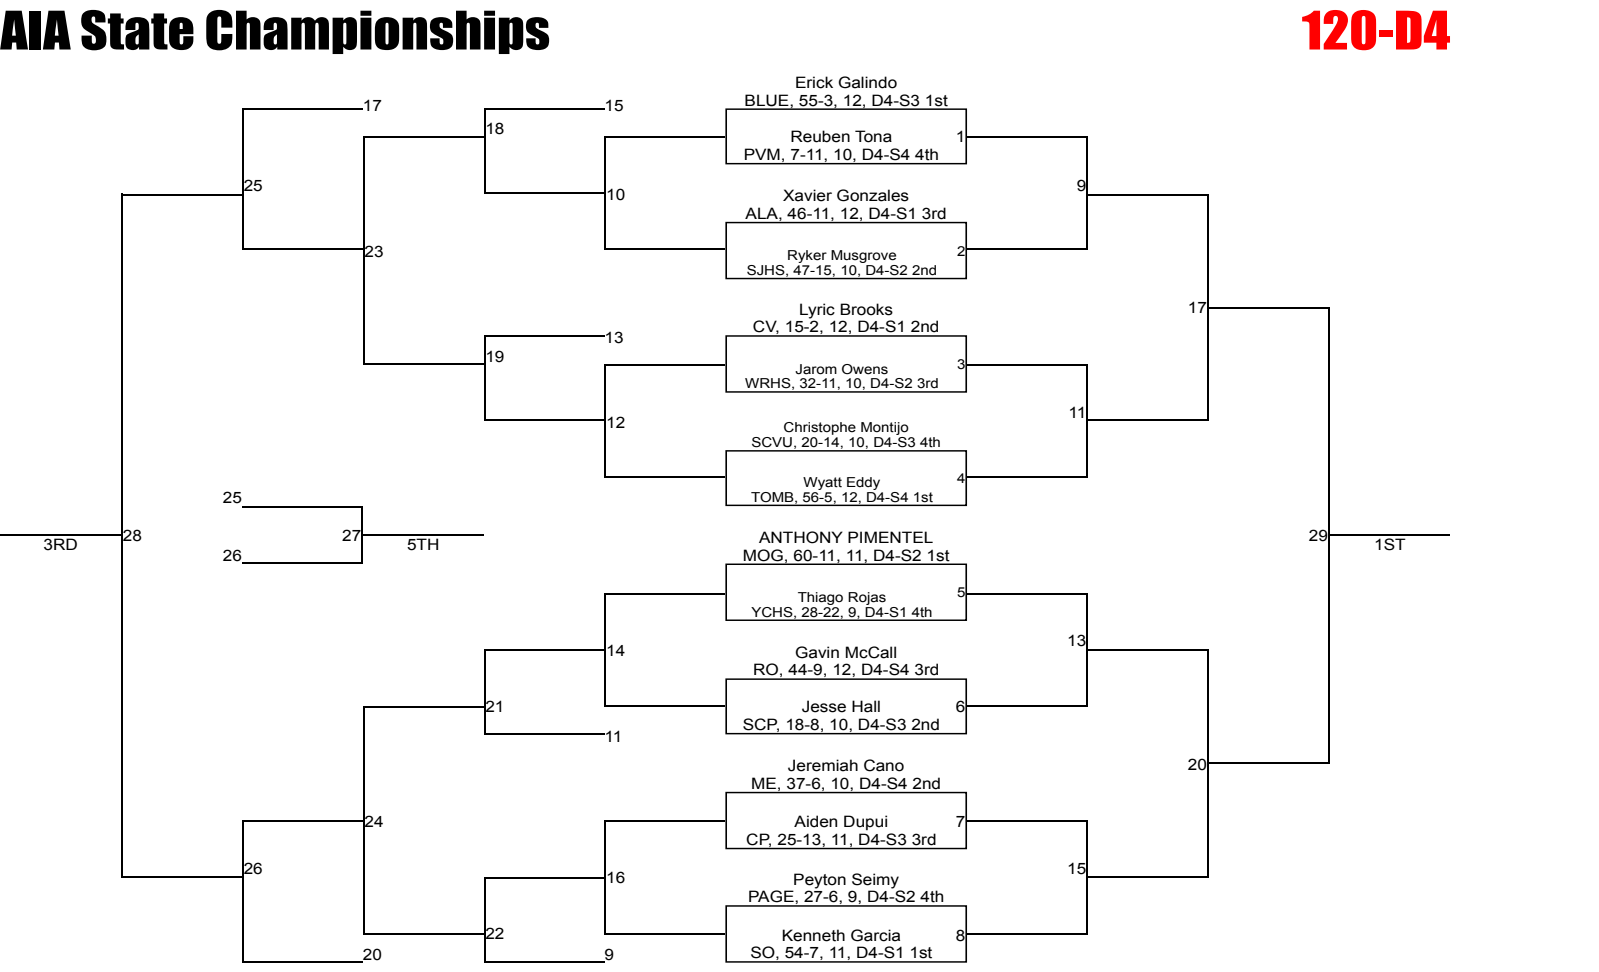 AIA State Championships
120-D4
Erick Galindo
BLUE, 55-3, 12, D4-S3 1st
17
15
18
Reuben Tona
1
PVM, 7-11, 10, D4-S4 4th
25
10
Xavier Gonzales
9
ALA, 46-11, 12, D4-S1 3rd
23
Ryker Musgrove
2
SJHS, 47-15, 10, D4-S2 2nd
Lyric Brooks
17
CV, 15-2, 12, D4-S1 2nd
13
19
Jarom Owens
3
WRHS, 32-11, 10, D4-S2 3rd
12
11
Christophe Montijo
SCVU, 20-14, 10, D4-S3 4th
Wyatt Eddy
4
TOMB, 56-5, 12, D4-S4 1st
25
3RD
28
27
5TH
29
1ST
26
ANTHONY PIMENTEL
MOG, 60-11, 11, D4-S2 1st
Thiago Rojas
5
YCHS, 28-22, 9, D4-S1 4th
14
13
Gavin McCall
RO, 44-9, 12, D4-S4 3rd
21
Jesse Hall
6
SCP, 18-8, 10, D4-S3 2nd
11
Jeremiah Cano
20
ME, 37-6, 10, D4-S4 2nd
24
Aiden Dupui
7
CP, 25-13, 11, D4-S3 3rd
26
16
15
Peyton Seimy
PAGE, 27-6, 9, D4-S2 4th
22
Kenneth Garcia
8
SO, 54-7, 11, D4-S1 1st
20
9